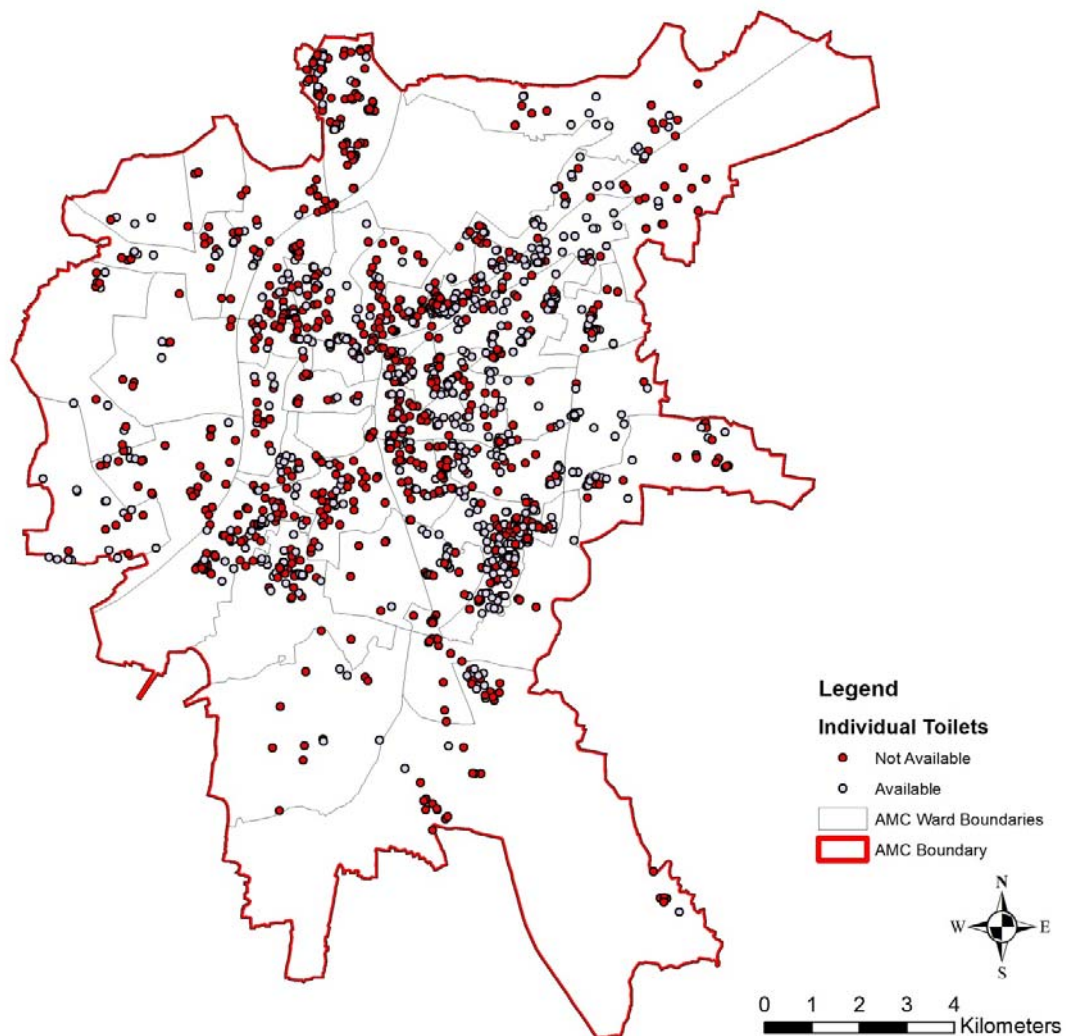 Legend
Individual Toilets
Not Available
Available
AMC Ward Boundaries
AMC Boundary
N
W E
S
0 1 2 3 4
Kilometers